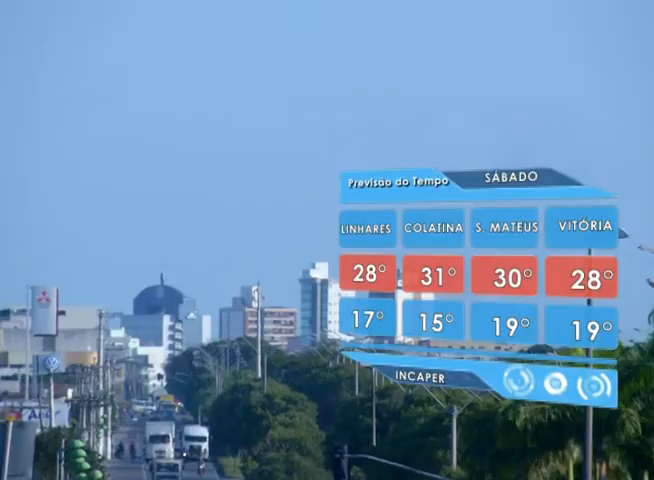 Previsão do Tempo SÁBADO
LINHARES COLATINA S. MATEUS VITÓRIA
28° 31° 30° 28°
17° 15° 19° 19°
INCAPER